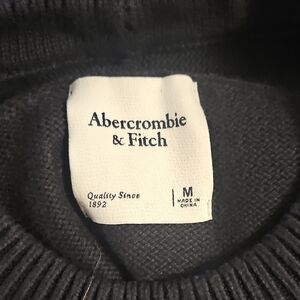 Abercrombie
& Fitch
Quality Since
1892
M
MADE IN
CHINA